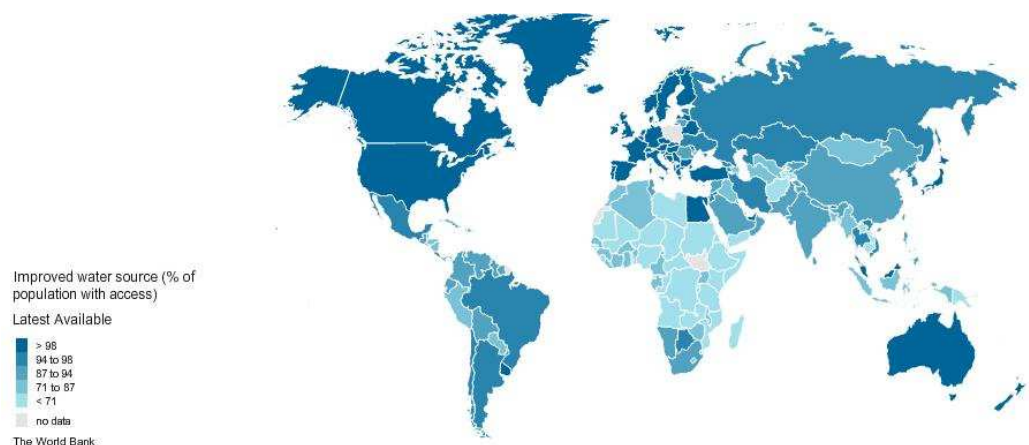 Improved water source (% of
population with access)
Latest Available
> 98
94 to 98
87 to 94
71 to 87
< 71
no data
The World Bank